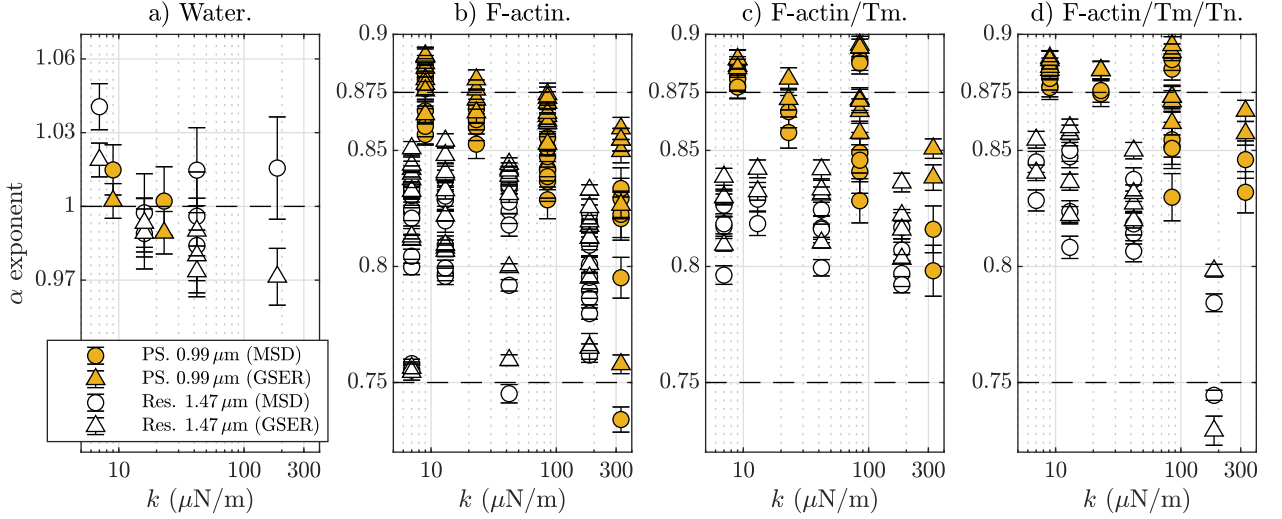 a) Water.
b) F-actin.
c) F-actin/Tm.
d) F-actin/Tm/Tn.
α exponent
1.06
1.03
1
0.97
PS. 0.99 μm (MSD)
PS. 0.99 μm (GSER)
Res. 1.47 μm (MSD)
Res. 1.47 μm (GSER)
10 100 300
k (μN/m)
0.9
0.875
0.85
0.8
0.75
10 100 300
k (μN/m)
0.9
0.875
0.85
0.8
0.75
10 100 300
k (μN/m)
0.9
0.875
0.85
0.8
0.75
10 100 300
k (μN/m)